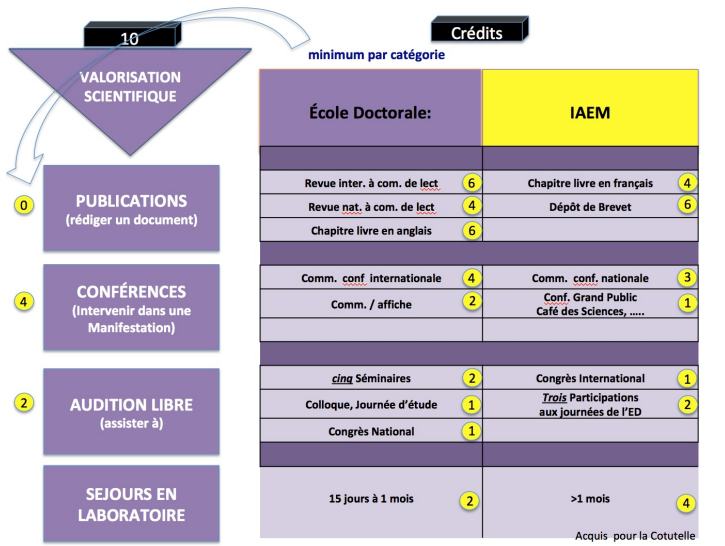 10
Crédits
minimum par catégorie
VALORISATION
SCIENTIFIQUE
École Doctorale:
IAEM
0
PUBLICATIONS
(rédiger un document)
Revue inter. à com. de lect
6
Chapitre livre en français
4
Revue nat. à com. de lect
4
Dépôt de Brevet
6
Chapitre livre en anglais
6
4
CONFÉRENCES
(Intervenir dans une
Manifestation)
Comm. conf internationale
4
Comm. conf. nationale
3
Comm. / affiche
2
Conf. Grand Public
Café des Sciences, .....
1
2
AUDITION LIBRE
(assister à)
cinq Séminaires
2
Congrès International
1
Colloque, Journée d'étude
1
Trois Participations
aux journées de l'ED
2
Congrès National
1
SEJOURS EN
LABORATOIRE
15 jours à 1 mois
2
>1 mois
4
Acquis pour la Cotutelle